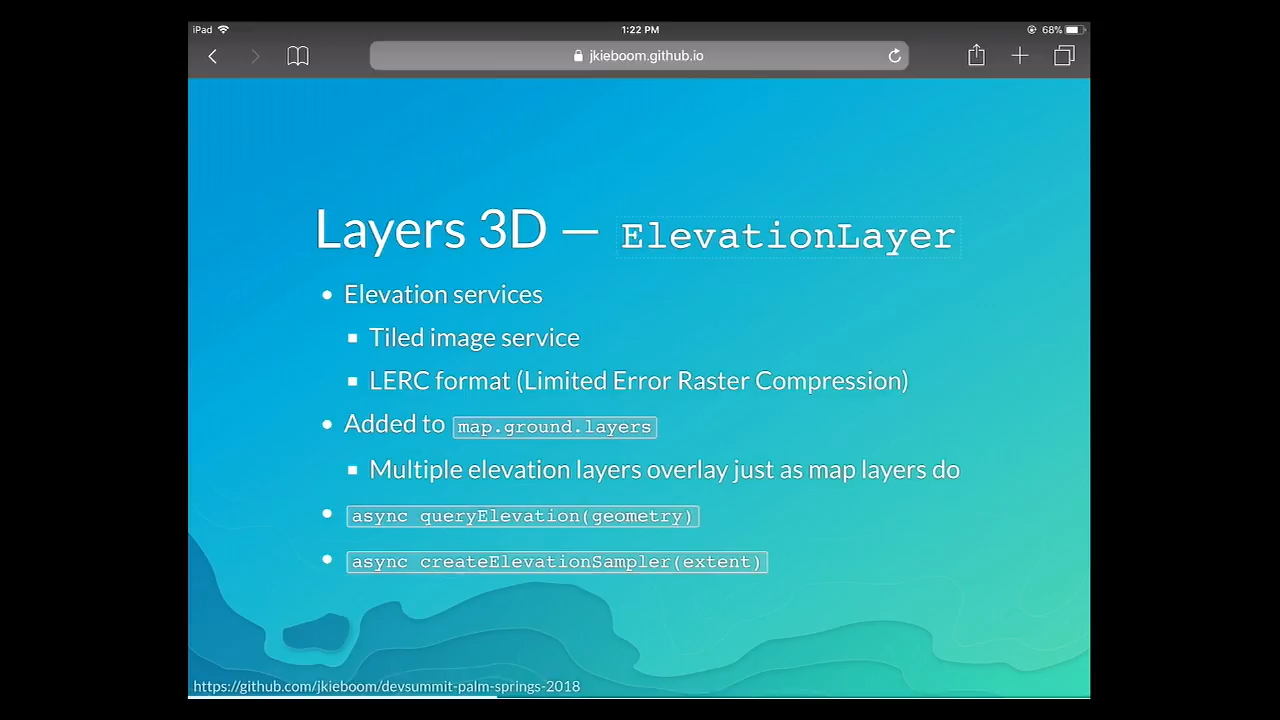 iPad 1:22 PM 68%
jkieboom.github.io
Layers 3D — ElevationLayer
Elevation services
Tiled image service
LERC format (Limited Error Raster Compression)
Added to map.ground.layers
Multiple elevation layers overlay just as map layers do
async queryElevation(geometry)
async createElevationSampler(extent)
https://github.com/jkieboom/devsummit-palm-springs-2018